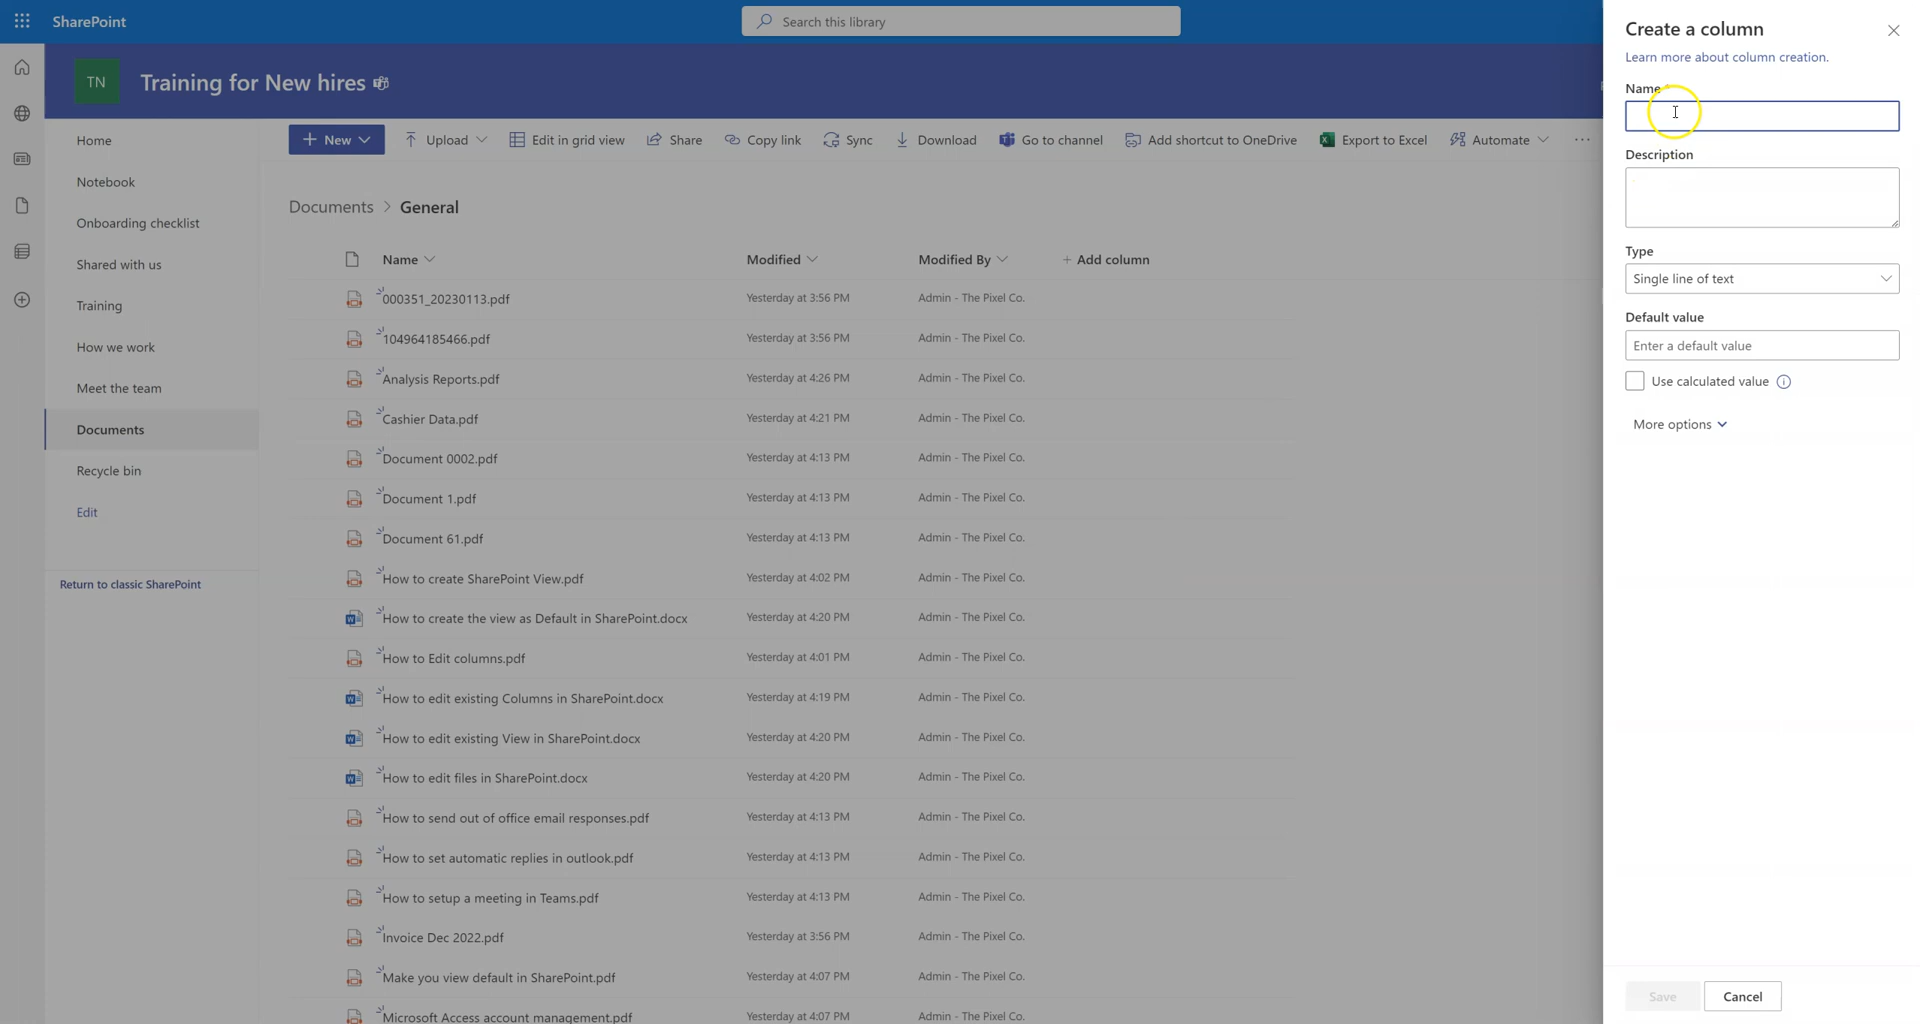 SharePoint
Search this library
TN
Training for New hires
Home
Notebook
Onboarding checklist
Shared with us
Training
How we work
Meet the team
Documents
Recycle bin
Edit
Return to classic SharePoint
+ New
Upload
Edit in grid view
Share
Copy link
Sync
Download
Go to channel
Add shortcut to OneDrive
Export to Excel
Automate
...
Documents > General
Name Modified Modified By + Add column
000351_20230113.pdf Yesterday at 3:56 PM Admin - The Pixel Co.
104964185466.pdf Yesterday at 3:56 PM Admin - The Pixel Co.
Analysis Reports.pdf Yesterday at 4:26 PM Admin - The Pixel Co.
Cashier Data.pdf Yesterday at 4:21 PM Admin - The Pixel Co.
Document 0002.pdf Yesterday at 4:13 PM Admin - The Pixel Co.
Document 1.pdf Yesterday at 4:13 PM Admin - The Pixel Co.
Document 61.pdf Yesterday at 4:13 PM Admin - The Pixel Co.
How to create SharePoint View.pdf Yesterday at 4:02 PM Admin - The Pixel Co.
How to create the view as Default in SharePoint.docx Yesterday at 4:20 PM Admin - The Pixel Co.
How to Edit columns.pdf Yesterday at 4:01 PM Admin - The Pixel Co.
How to edit existing Columns in SharePoint.docx Yesterday at 4:19 PM Admin - The Pixel Co.
How to edit existing View in SharePoint.docx Yesterday at 4:20 PM Admin - The Pixel Co.
How to edit files in SharePoint.docx Yesterday at 4:20 PM Admin - The Pixel Co.
How to send out of office email responses.pdf Yesterday at 4:13 PM Admin - The Pixel Co.
How to set automatic replies in outlook.pdf Yesterday at 4:13 PM Admin - The Pixel Co.
How to setup a meeting in Teams.pdf Yesterday at 4:13 PM Admin - The Pixel Co.
Invoice Dec 2022.pdf Yesterday at 3:56 PM Admin - The Pixel Co.
Make you view default in SharePoint.pdf Yesterday at 4:07 PM Admin - The Pixel Co.
Microsoft Access account management.pdf Yesterday at 4:07 PM Admin - The Pixel Co.
Create a column
Learn more about column creation.
Name *
Description
Type
Single line of text
Default value
Enter a default value
Use calculated value
More options
Save
Cancel